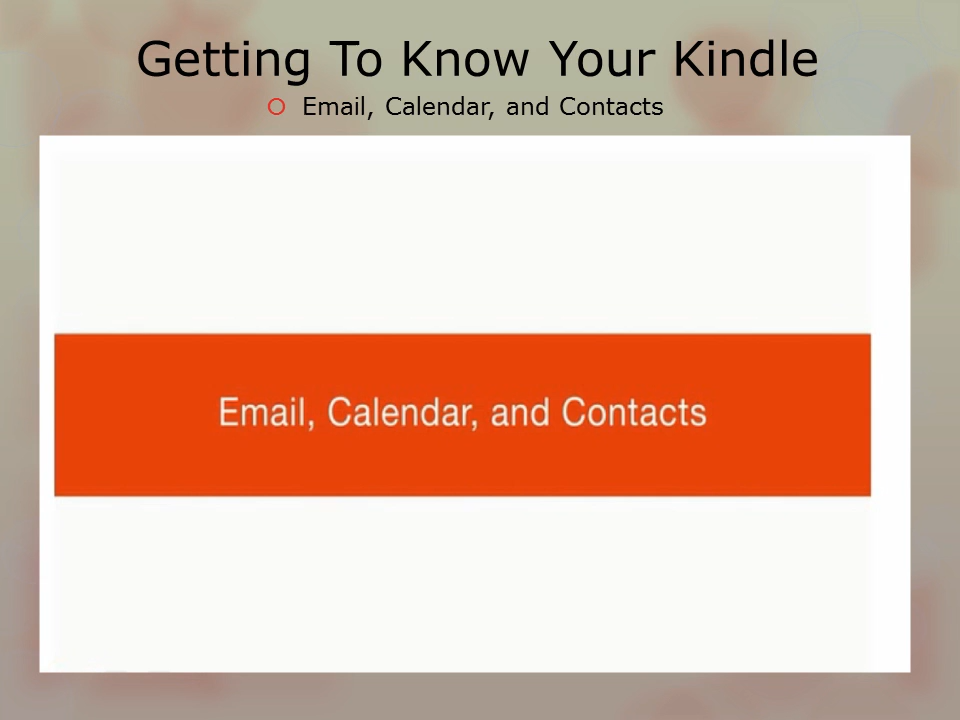 Getting To Know Your Kindle
Email, Calendar, and Contacts
Email, Calendar, and Contacts